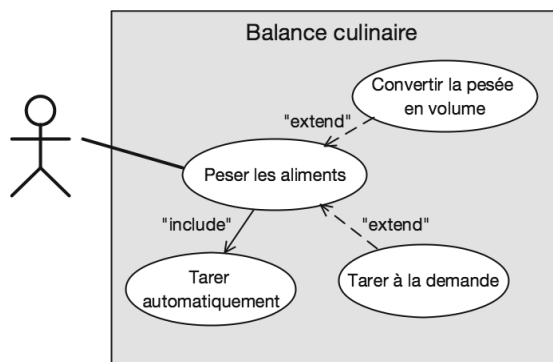 Balance culinaire
Convertir la pesée
en volume
"extend"
Peser les aliments
"include"
"extend"
Tarer
automatiquement
Tarer à la demande